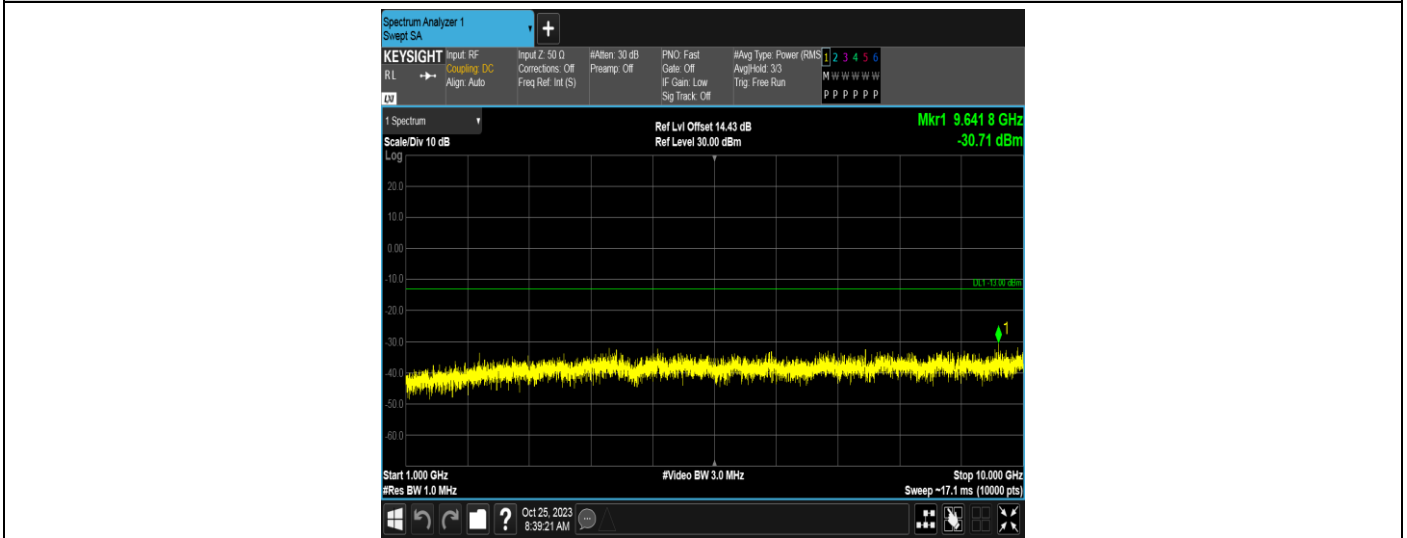 Spectrum Analyzer 1
Swept SA
+
KEYSIGHT
RL
LXI
Input: RF
Coupling: DC
Align: Auto
Input Z: 50 Ω
Corrections: Off
Freq Ref: Int (S)
#Atten: 30 dB
Preamp: Off
PNO: Fast
Gate: Off
IF Gain: Low
Sig Track: Off
#Avg Type: Power (RMS
Avg|Hold: 3/3
Trig: Free Run
1 2 3 4 5 6
M W W W W W
P P P P P P
1 Spectrum
Scale/Div 10 dB
Ref Lvl Offset 14.43 dB
Ref Level 30.00 dBm
Mkr1 9.641 8 GHz
-30.71 dBm
Log
20.0
10.0
0.00
-10.0
DL1 -13.00 dBm
-20.0
1
-30.0
-40.0
-50.0
-60.0
Start 1.000 GHz
#Video BW 3.0 MHz
Stop 10.000 GHz
#Res BW 1.0 MHz
Sweep ~17.1 ms (10000 pts)
?
Oct 25, 2023
8:39:21 AM